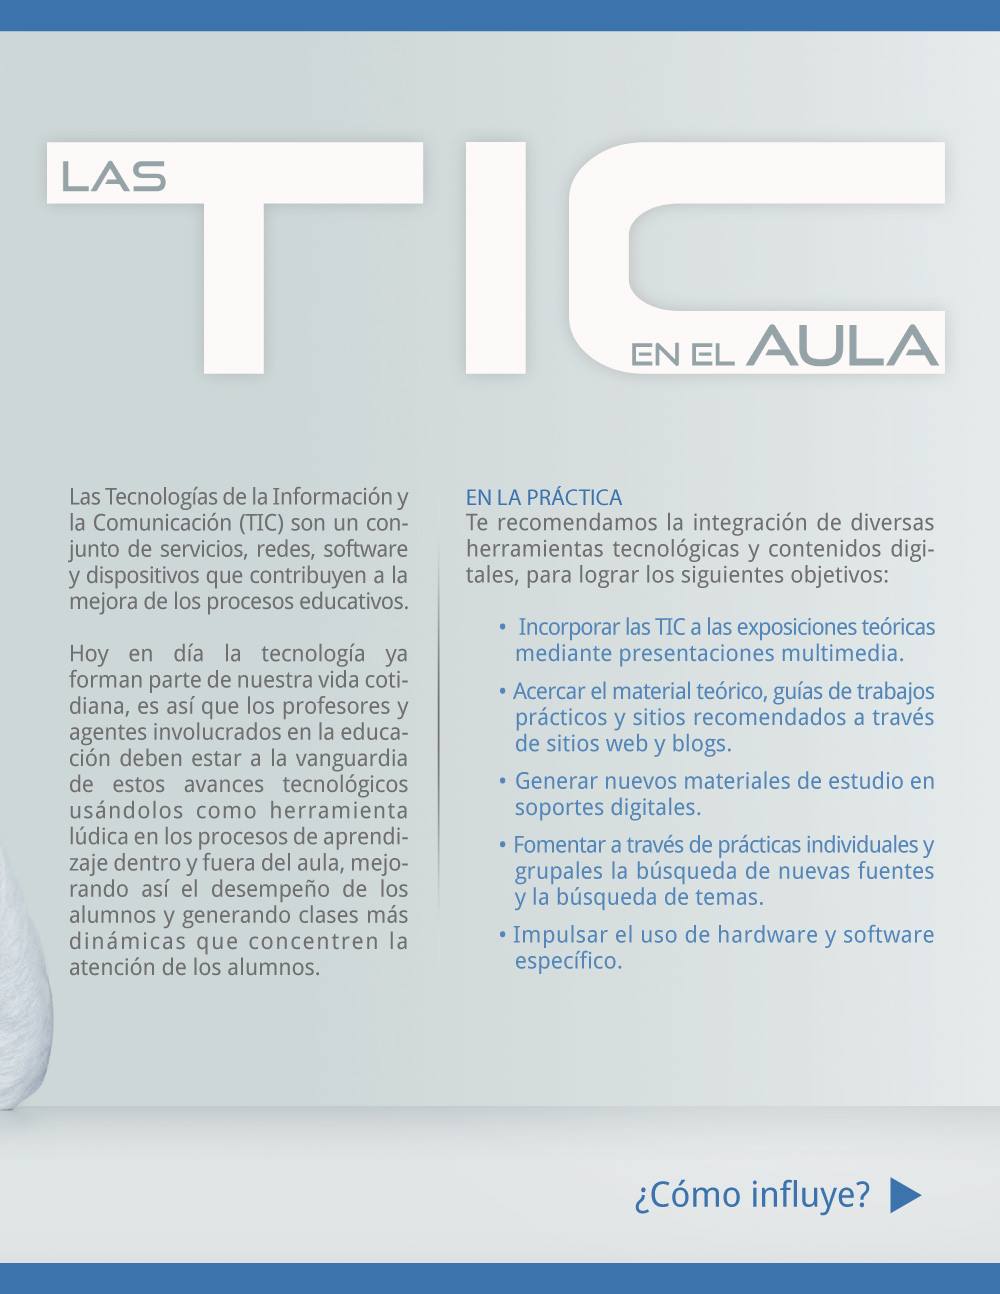 LAS
TIC
EN EL AULA
Las Tecnologías de la Información y
la Comunicación (TIC) son un con-
junto de servicios, redes, software
y dispositivos que contribuyen a la
mejora de los procesos educativos.
Hoy en día la tecnología ya
forman parte de nuestra vida coti-
diana, es así que los profesores y
agentes involucrados en la educa-
ción deben estar a la vanguardia
de estos avances tecnológicos
usándolos como herramienta
lúdica en los procesos de aprendi-
zaje dentro y fuera del aula, mejo-
rando así el desempeño de los
alumnos y generando clases más
dinámicas que concentren la
atención de los alumnos.
EN LA PRÁCTICA
Te recomendamos la integración de diversas
herramientas tecnológicas y contenidos digi-
tales, para lograr los siguientes objetivos:
• Incorporar las TIC a las exposiciones teóricas
mediante presentaciones multimedia.
• Acercar el material teórico, guías de trabajos
prácticos y sitios recomendados a través
de sitios web y blogs.
• Generar nuevos materiales de estudio en
soportes digitales.
• Fomentar a través de prácticas individuales y
grupales la búsqueda de nuevas fuentes
y la búsqueda de temas.
• Impulsar el uso de hardware y software
específico.
¿Cómo influye?